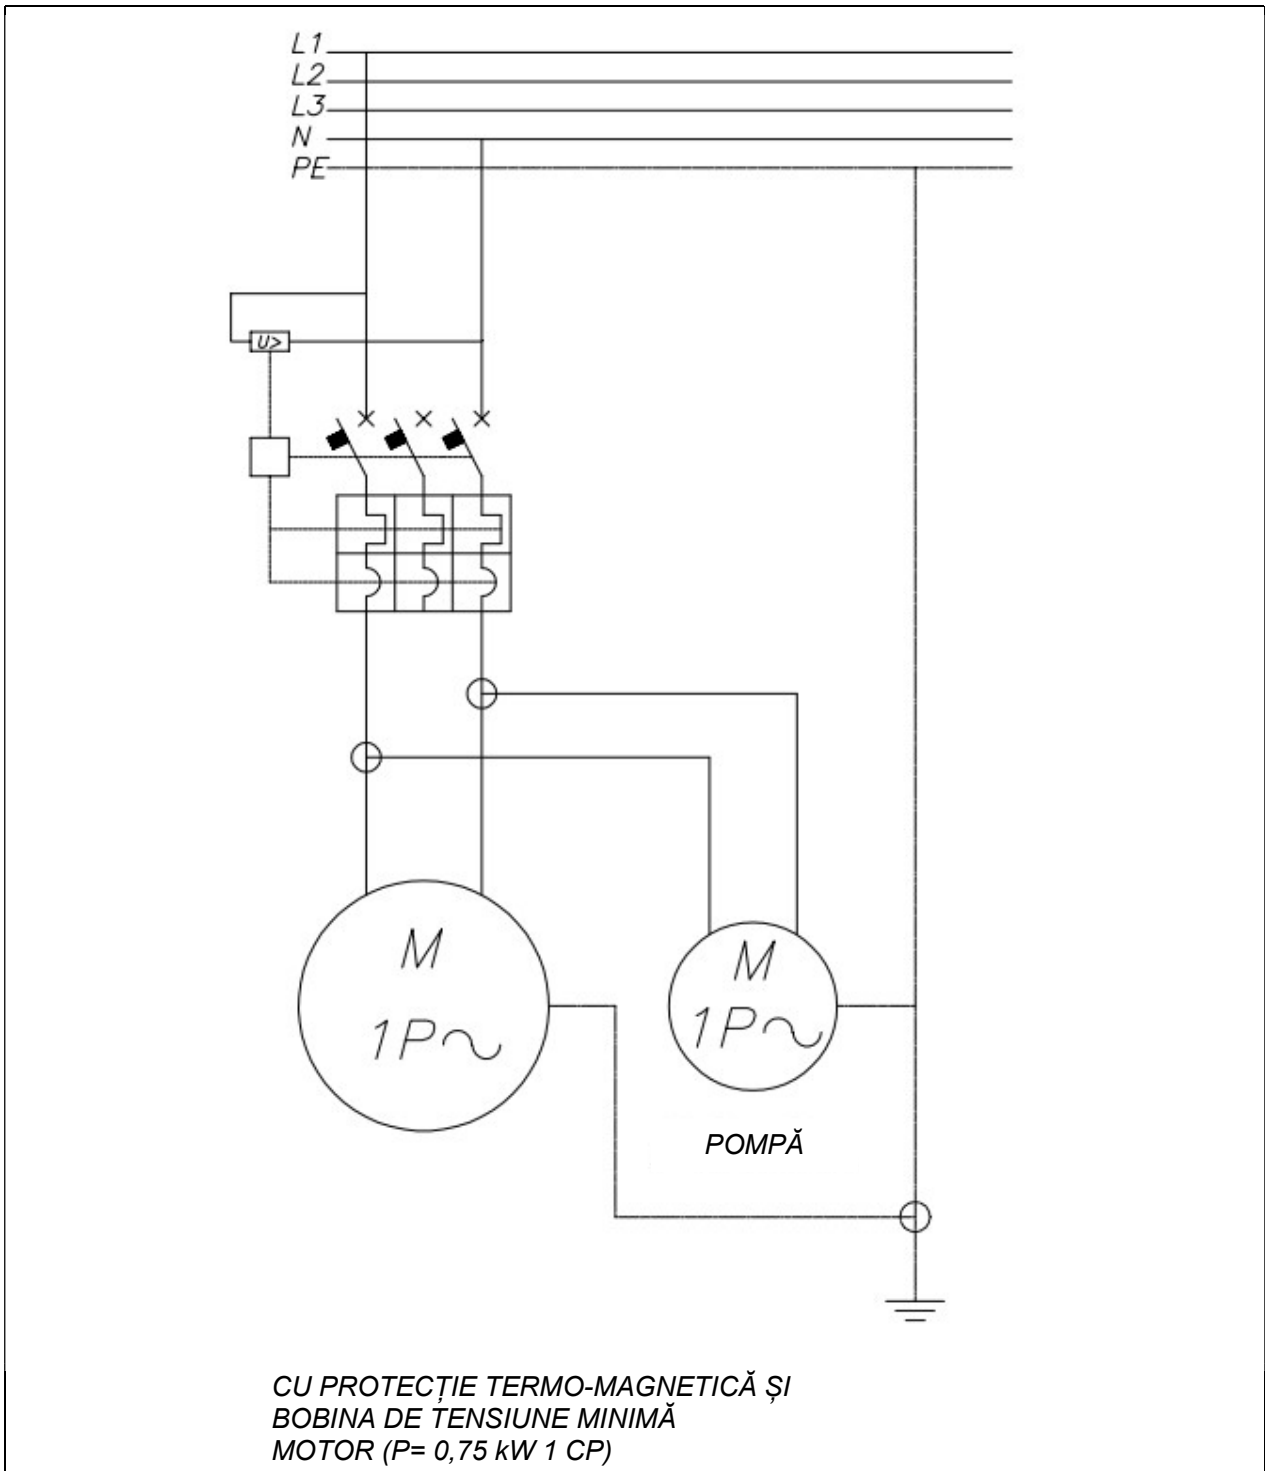 L1
L2
L3
N
PE
U>
M
1P~
M
1P~
POMPĂ
CU PROTECȚIE TERMO-MAGNETICĂ ȘI
BOBINA DE TENSIUNE MINIMĂ
MOTOR (P= 0,75 kW 1 CP)